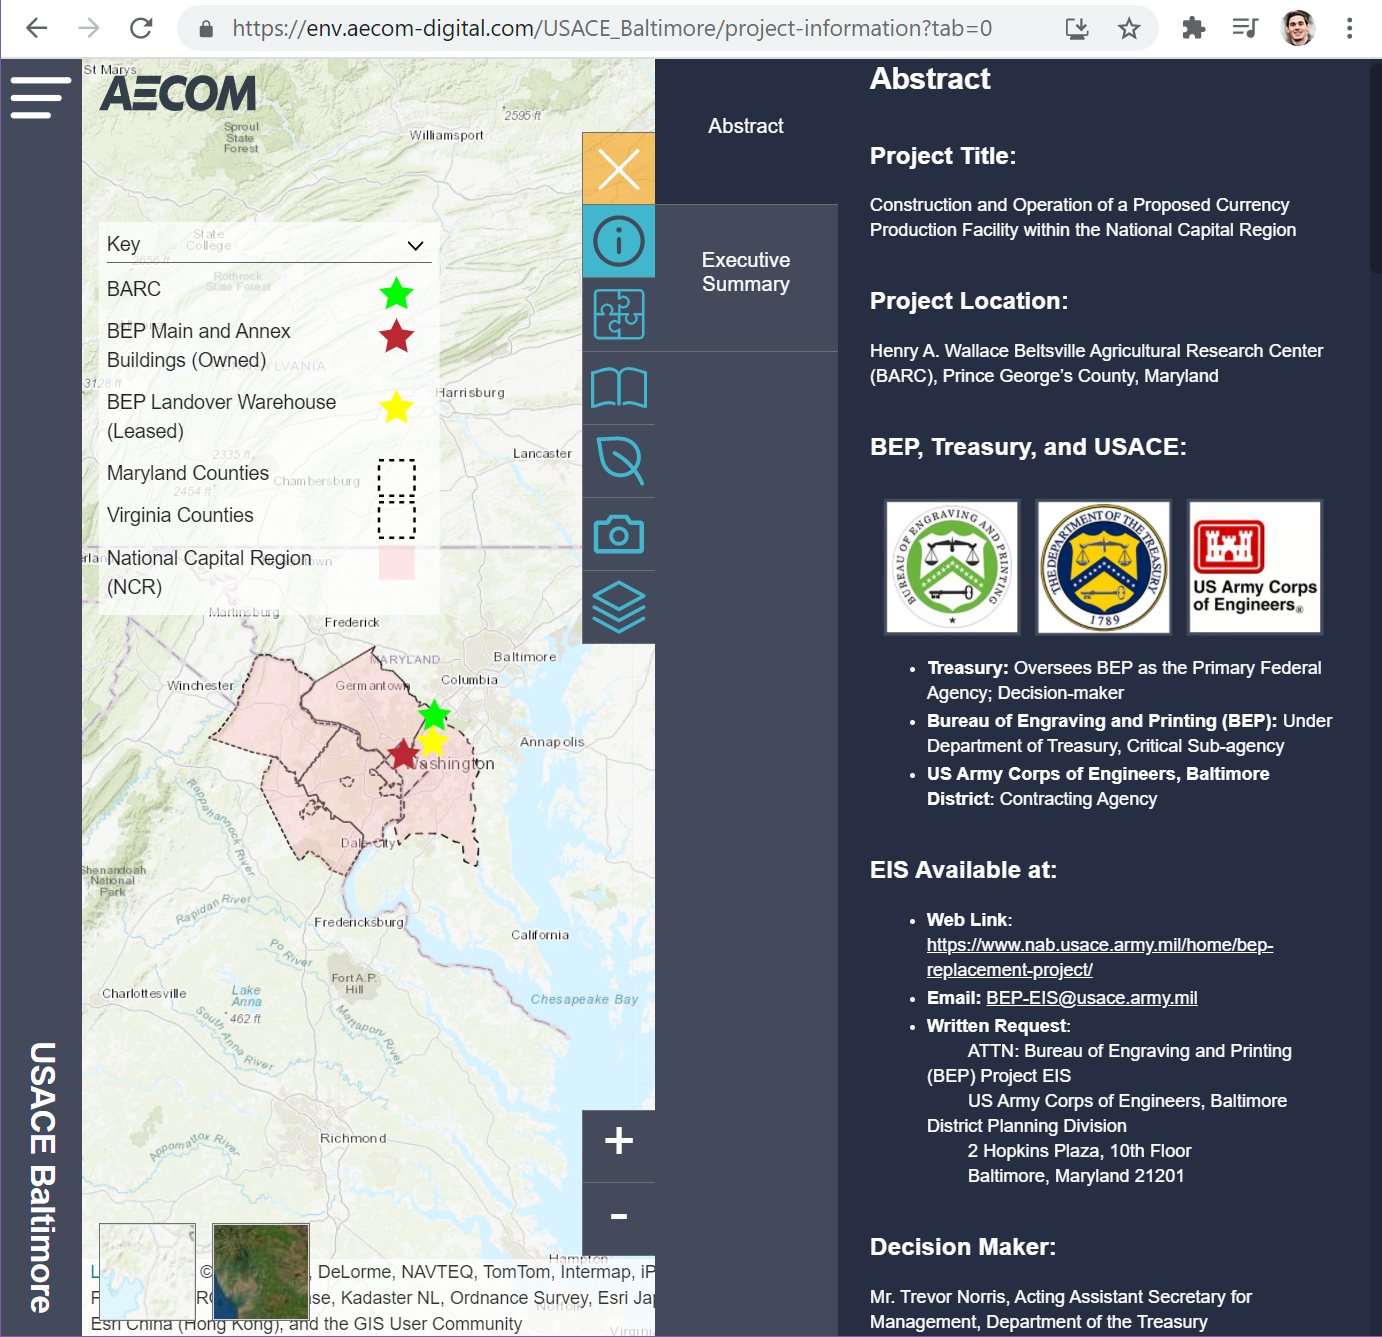 https://env.aecom-digital.com/USACE_Baltimore/project-information?tab=0
St Marys
AECOM
2595 ft
Sproul
State
Forest
Williamsport
Key
State
College
2656 ft
Rothrock
State Forest
BARC
BEP Main and Annex
Buildings (Owned)
PENNSYLVANIA
3128 ft
Harrisburg
BEP Landover Warehouse
(Leased)
2335 ft
Lancaster
Maryland Counties
Chambersburg
2454 ft
Virginia Counties
National Capital Region
(NCR)
Martinsburg
Frederick
MARYLAND
Baltimore
Winchester
Germantown
Columbia
Annapolis
Washington
Rappahannock River
Dale City
Shenandoah
National
Park
Rapidan River
Fredericksburg
California
Po River
Fort A.P.
Hill
Charlottesville
Lake
Anna
462 ft
Chesapeake Bay
South Anna River
Mattaponi River
Richmond
Appomattox River
Hampton
+
-
©
, DeLorme, NAVTEQ, TomTom, Intermap, iP
se, Kadaster NL, Ordnance Survey, Esri Jap
Esri China (Hong Kong), and the GIS User Community
Norfolk
Virgini
USACE Baltimore
Abstract
Executive
Summary
Abstract
Project Title:
Construction and Operation of a Proposed Currency
Production Facility within the National Capital Region
Project Location:
Henry A. Wallace Beltsville Agricultural Research Center
(BARC), Prince George's County, Maryland
BEP, Treasury, and USACE:
BUREAU OF ENGRAVING AND PRINTING
THE DEPARTMENT OF THE TREASURY
1789
US Army Corps
of Engineers®
• Treasury: Oversees BEP as the Primary Federal
Agency; Decision-maker
• Bureau of Engraving and Printing (BEP): Under
Department of Treasury, Critical Sub-agency
• US Army Corps of Engineers, Baltimore
District: Contracting Agency
EIS Available at:
• Web Link:
https://www.nab.usace.army.mil/home/bep-
replacement-project/
• Email: BEP-EIS@usace.army.mil
• Written Request:
ATTN: Bureau of Engraving and Printing
(BEP) Project EIS
US Army Corps of Engineers, Baltimore
District Planning Division
2 Hopkins Plaza, 10th Floor
Baltimore, Maryland 21201
Decision Maker:
Mr. Trevor Norris, Acting Assistant Secretary for
Management, Department of the Treasury